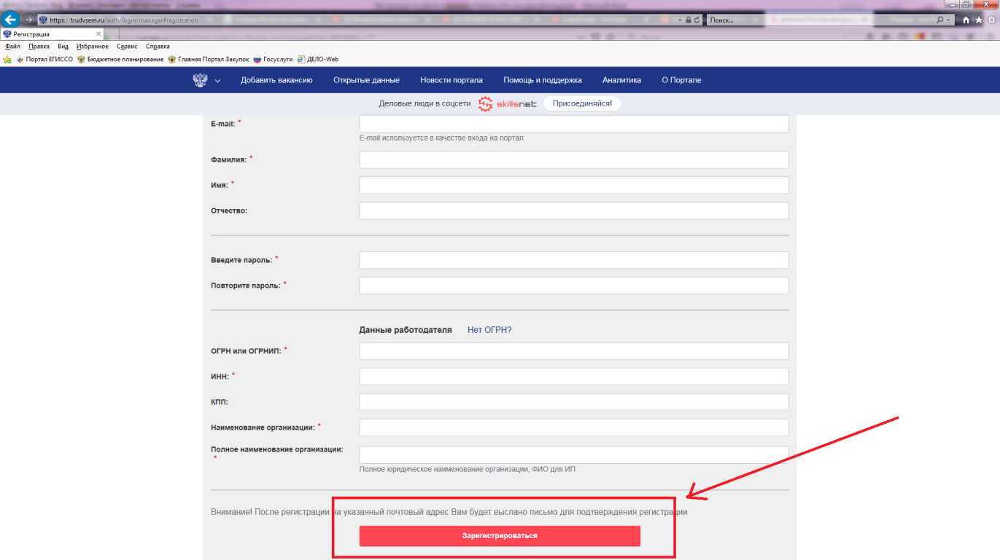 https://trudvsem.ru/auth/login/manager#registration
Поиск...
Регистрация
Файл Правка Вид Избранное Сервис Справка
Портал ЕГИССО Бюджетное планирование Главная Портал Закупок Госуслуги ДЕЛО-Web
Добавить вакансию Открытые данные Новости портала Помощь и поддержка Аналитика О Портале
Деловые люди в соцсети skillsnet Присоединяйся!
E-mail: *
E-mail используется в качестве входа на портал
Фамилия: *
Имя: *
Отчество:
Введите пароль: *
Повторите пароль: *
Данные работодателя Нет ОГРН?
ОГРН или ОГРНИП: *
ИНН: *
КПП:
Наименование организации: *
Полное наименование организации:
*
Полное юридическое наименование организации, ФИО для ИП
Внимание! После регистрации на указанный почтовый адрес Вам будет выслано письмо для подтверждения регистрации
Зарегистрироваться